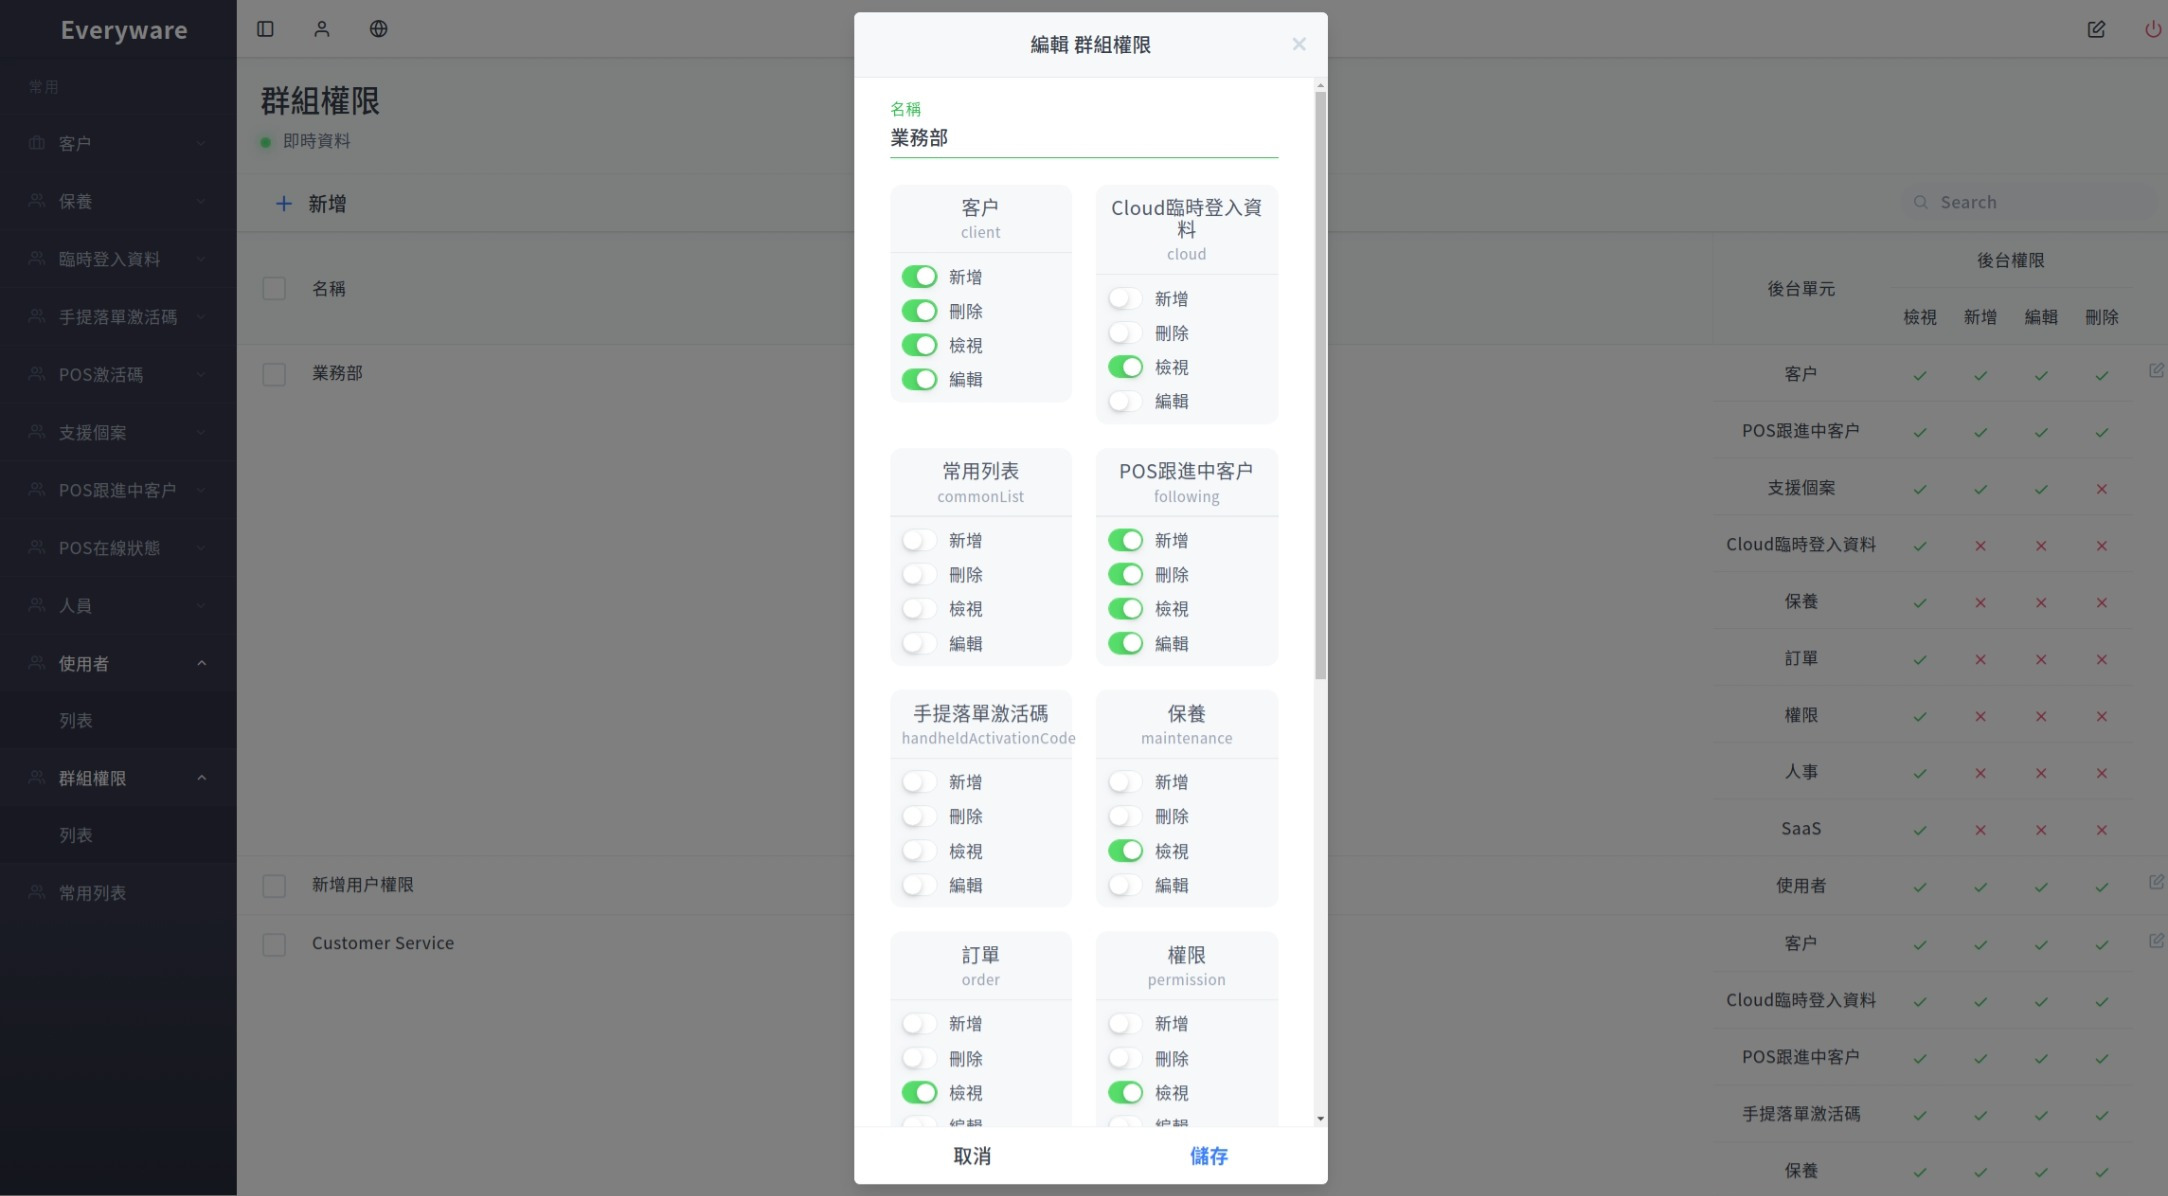 Everyware
常用
客户
保養
臨時登入資料
手提落單激活碼
POS激活碼
支援個案
POS跟進中客户
POS在線狀態
人員
使用者
列表
群組權限
列表
常用列表
群組權限
即時資料
新增
Search
名稱
後台單元
後台權限
檢視 新增 編輯 刪除
業務部
客户
POS跟進中客户
支援個案
Cloud臨時登入資料
保養
訂單
權限
人事
SaaS
新增用户權限
使用者
Customer Service
客户
Cloud臨時登入資料
POS跟進中客户
手提落單激活碼
保養
編輯 群組權限
名稱
業務部
客户
client
新增
刪除
檢視
編輯
Cloud臨時登入資
料
cloud
新增
刪除
檢視
編輯
常用列表
commonList
新增
刪除
檢視
編輯
POS跟進中客户
following
新增
刪除
檢視
編輯
手提落單激活碼
handheldActivationCode
新增
刪除
檢視
編輯
保養
maintenance
新增
刪除
檢視
編輯
訂單
order
新增
刪除
檢視
編輯
權限
permission
新增
刪除
檢視
編輯
取消
儲存